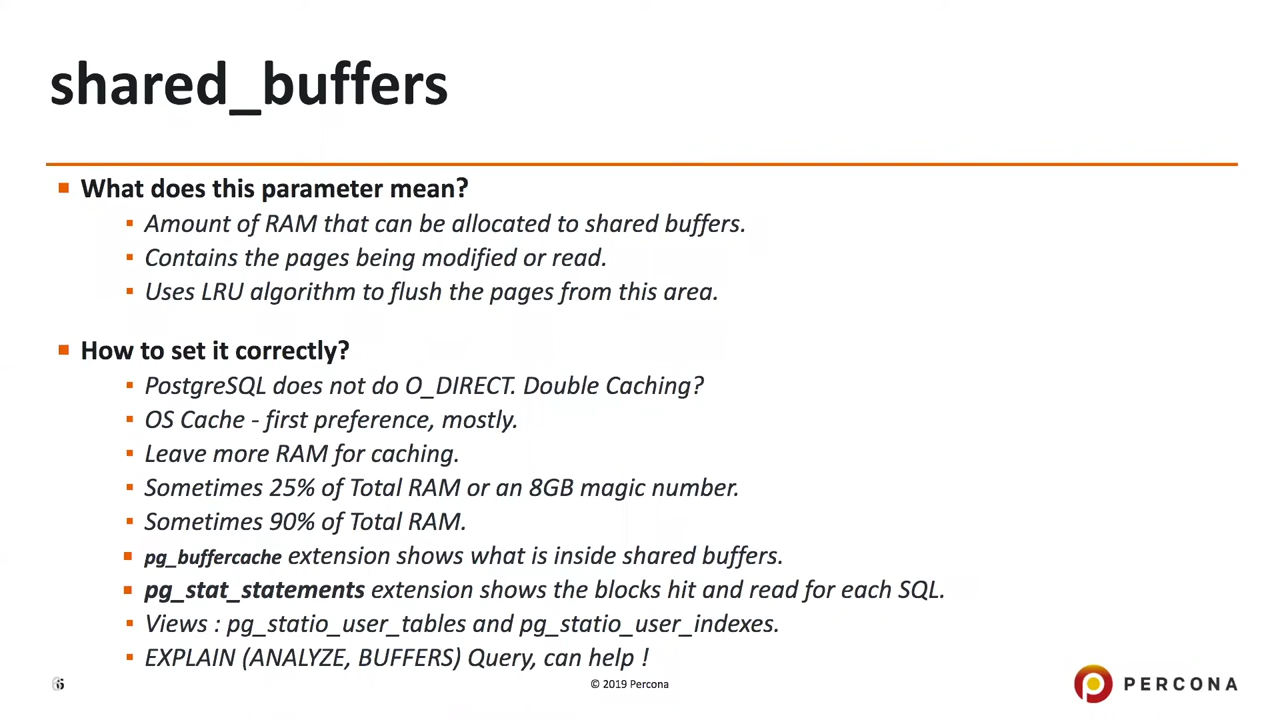 shared_buffers
What does this parameter mean?
Amount of RAM that can be allocated to shared buffers.
Contains the pages being modified or read.
Uses LRU algorithm to flush the pages from this area.
How to set it correctly?
PostgreSQL does not do O_DIRECT. Double Caching?
OS Cache - first preference, mostly.
Leave more RAM for caching.
Sometimes 25% of Total RAM or an 8GB magic number.
Sometimes 90% of Total RAM.
pg_buffercache extension shows what is inside shared buffers.
pg_stat_statements extension shows the blocks hit and read for each SQL.
Views : pg_statio_user_tables and pg_statio_user_indexes.
EXPLAIN (ANALYZE, BUFFERS) Query, can help !
© 2019 Percona
PERCONA